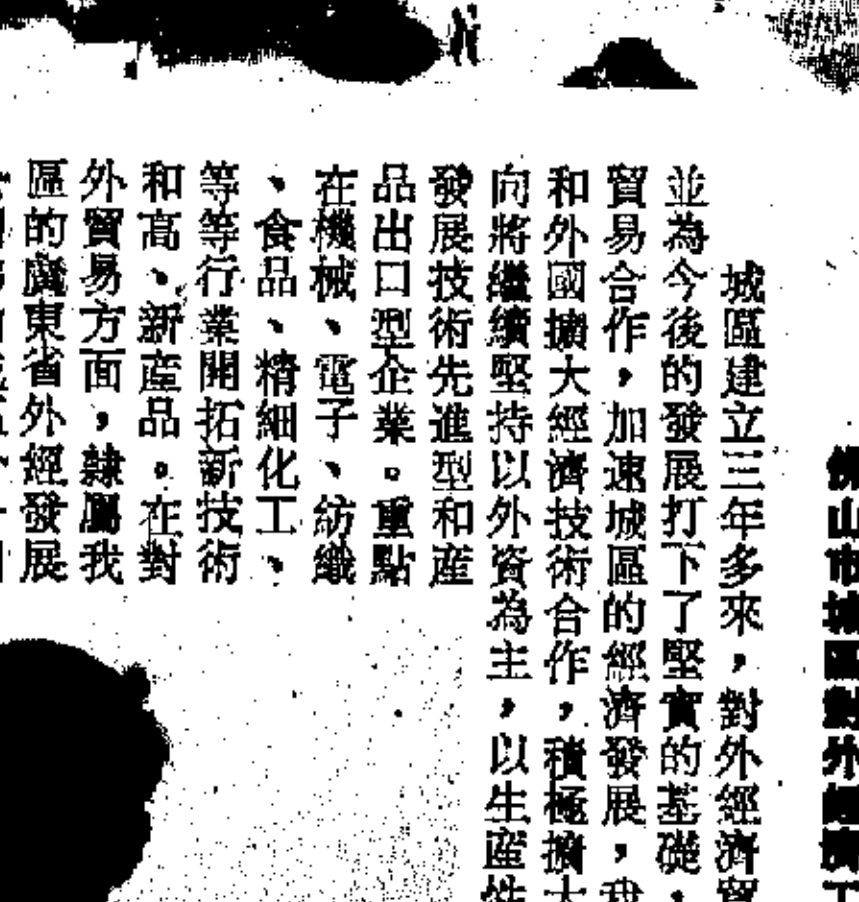 佛山市城區對外經濟工
城區建立三年多來，對外經濟貿
並為今後的發展打下了堅實的基礎，
貿易合作，加速城區的經濟發展，我
和外國擴大經濟技術合作，積極擴大
向將繼續堅持以外資為主，以生産性
發展技術先進型和産
品出口型企業。重點
在機械、電子、紡織
、食品、精細化工、
等等行業開拓新技術
和高、新産品。在對
外貿易方面，隸屬我
區的廣東省外經發展